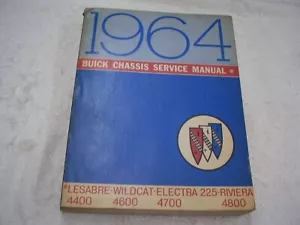 1964
BUICK CHASSIS SERVICE MANUAL *
*LESABRE·WILDCAT·ELECTRA 225·RIVIERA
4400 4600 4700 4800